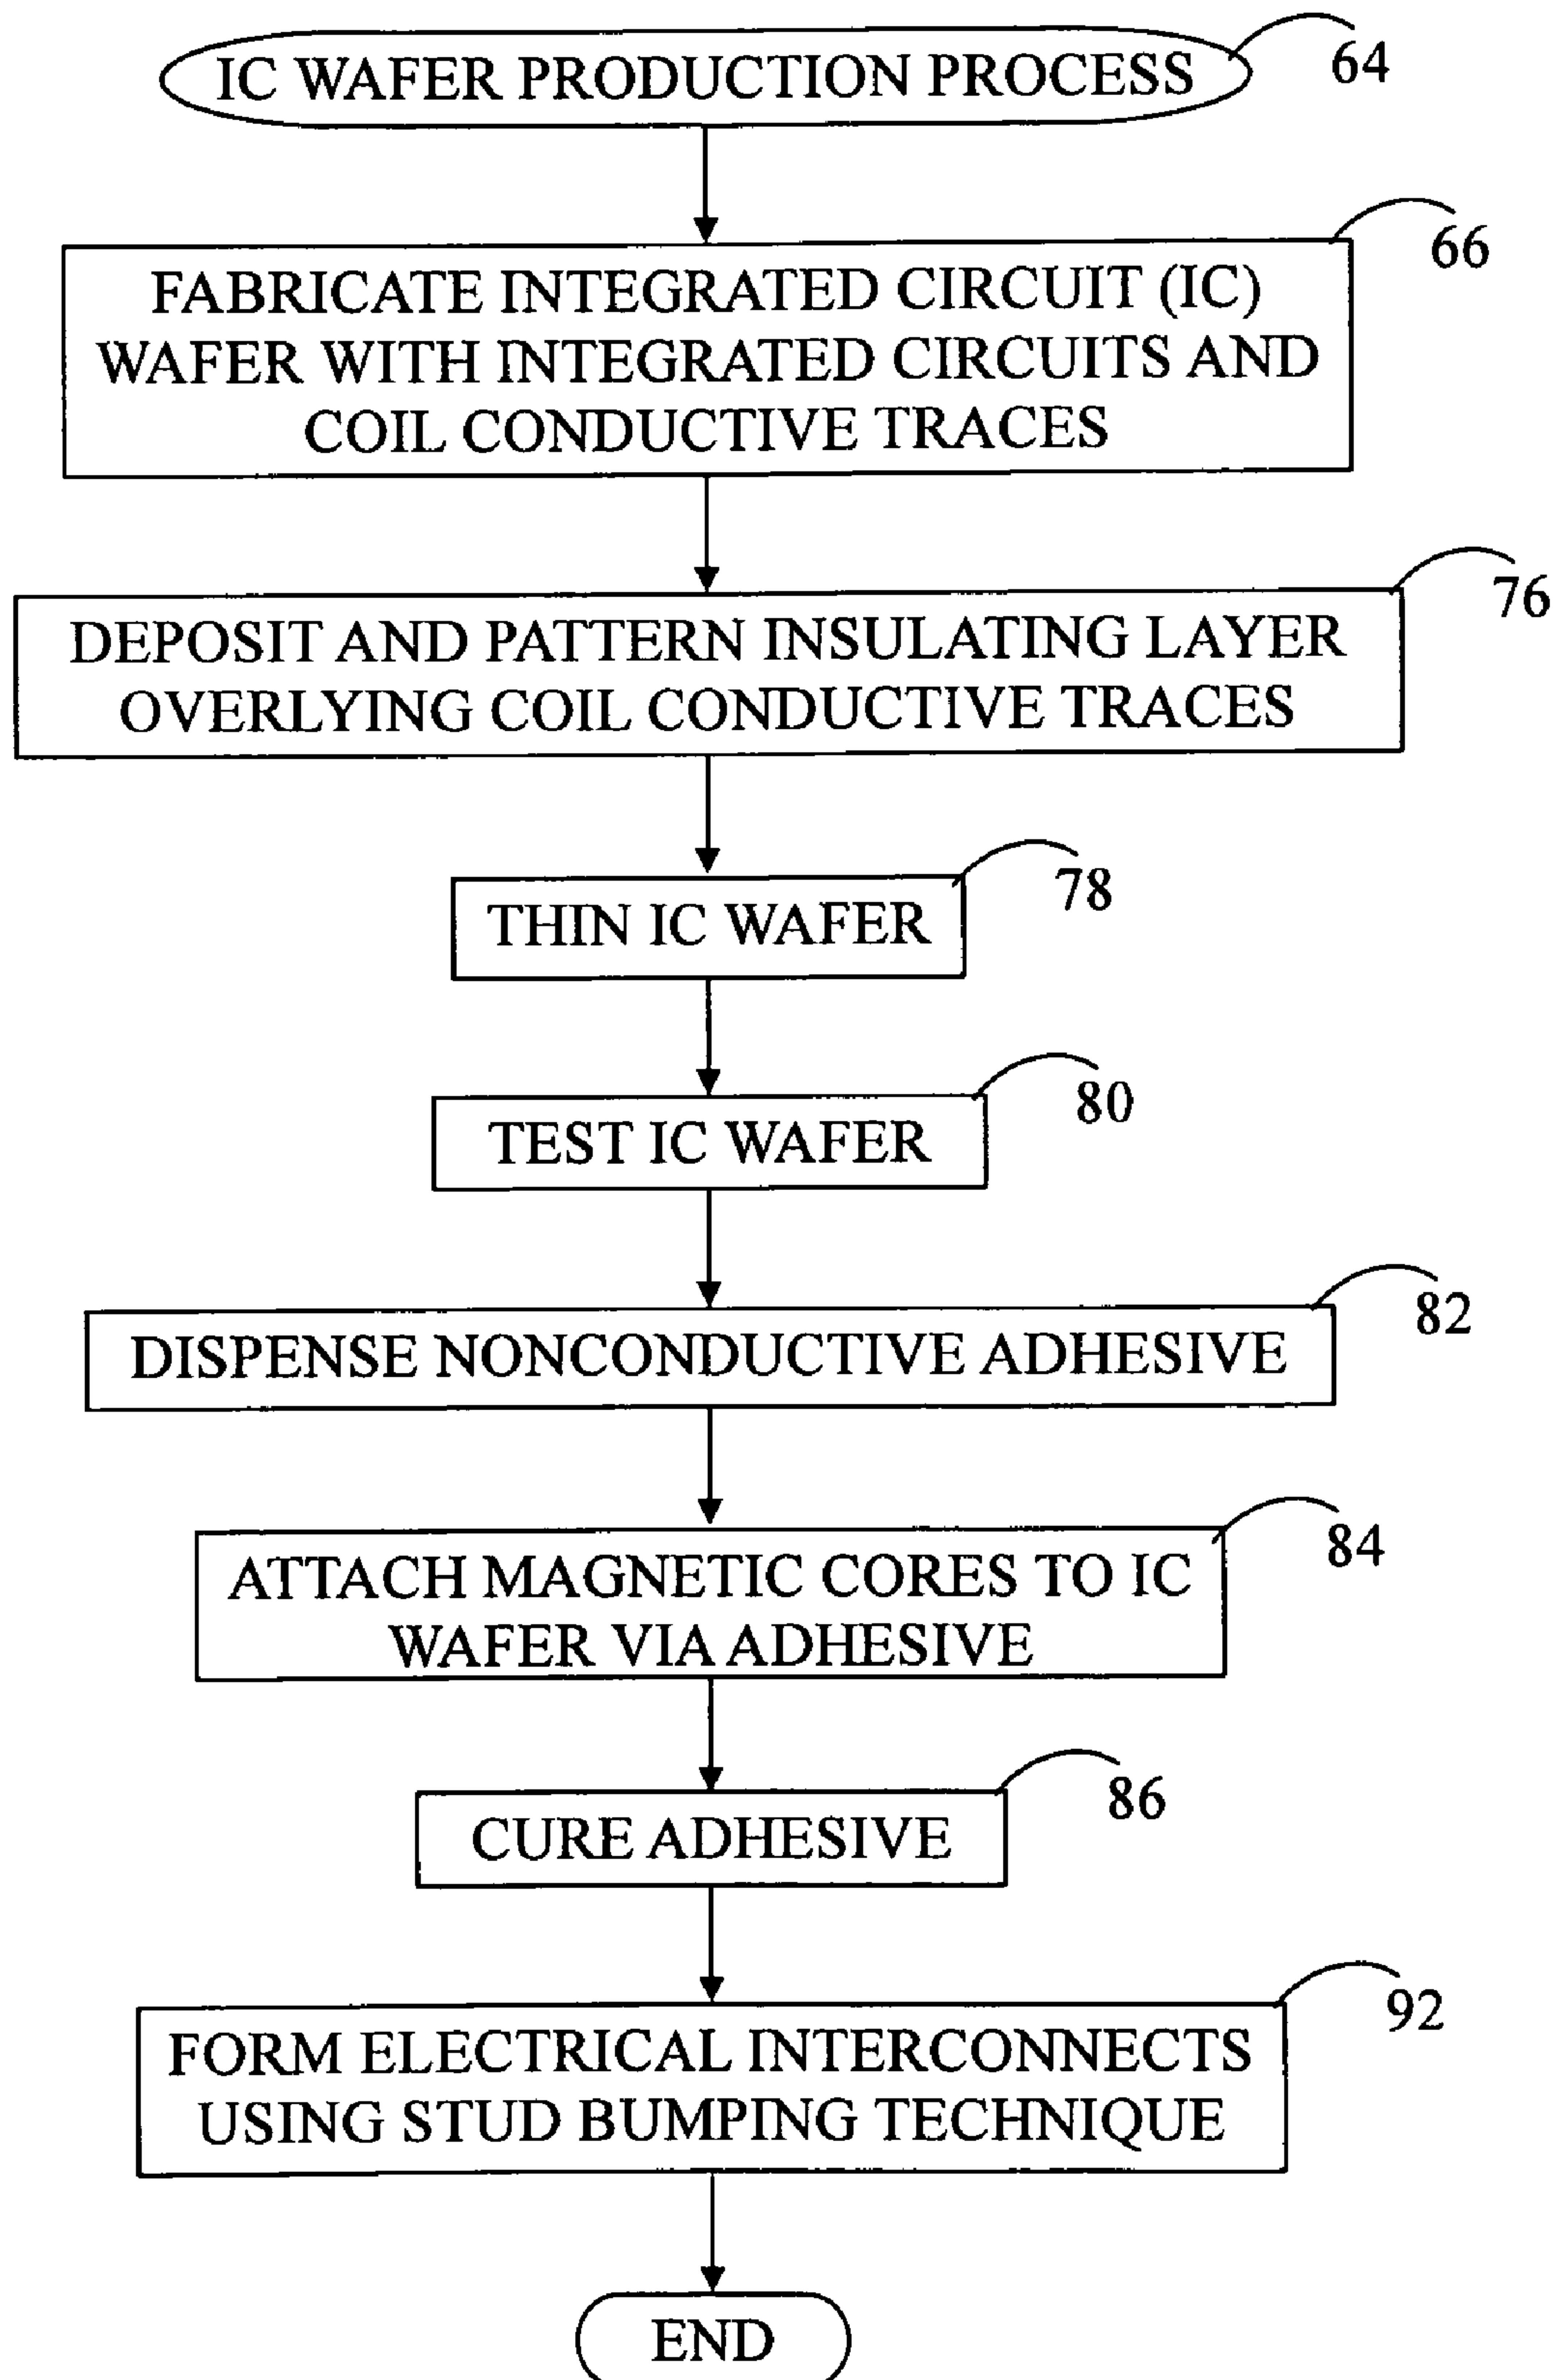 IC WAFER PRODUCTION PROCESS
64
66
FABRICATE INTEGRATED CIRCUIT (IC)
WAFER WITH INTEGRATED CIRCUITS AND
COIL CONDUCTIVE TRACES
76
DEPOSIT AND PATTERN INSULATING LAYER
OVERLYING COIL CONDUCTIVE TRACES
78
THIN IC WAFER
80
TEST IC WAFER
82
DISPENSE NONCONDUCTIVE ADHESIVE
84
ATTACH MAGNETIC CORES TO IC
WAFER VIA ADHESIVE
86
CURE ADHESIVE
92
FORM ELECTRICAL INTERCONNECTS
USING STUD BUMPING TECHNIQUE
END